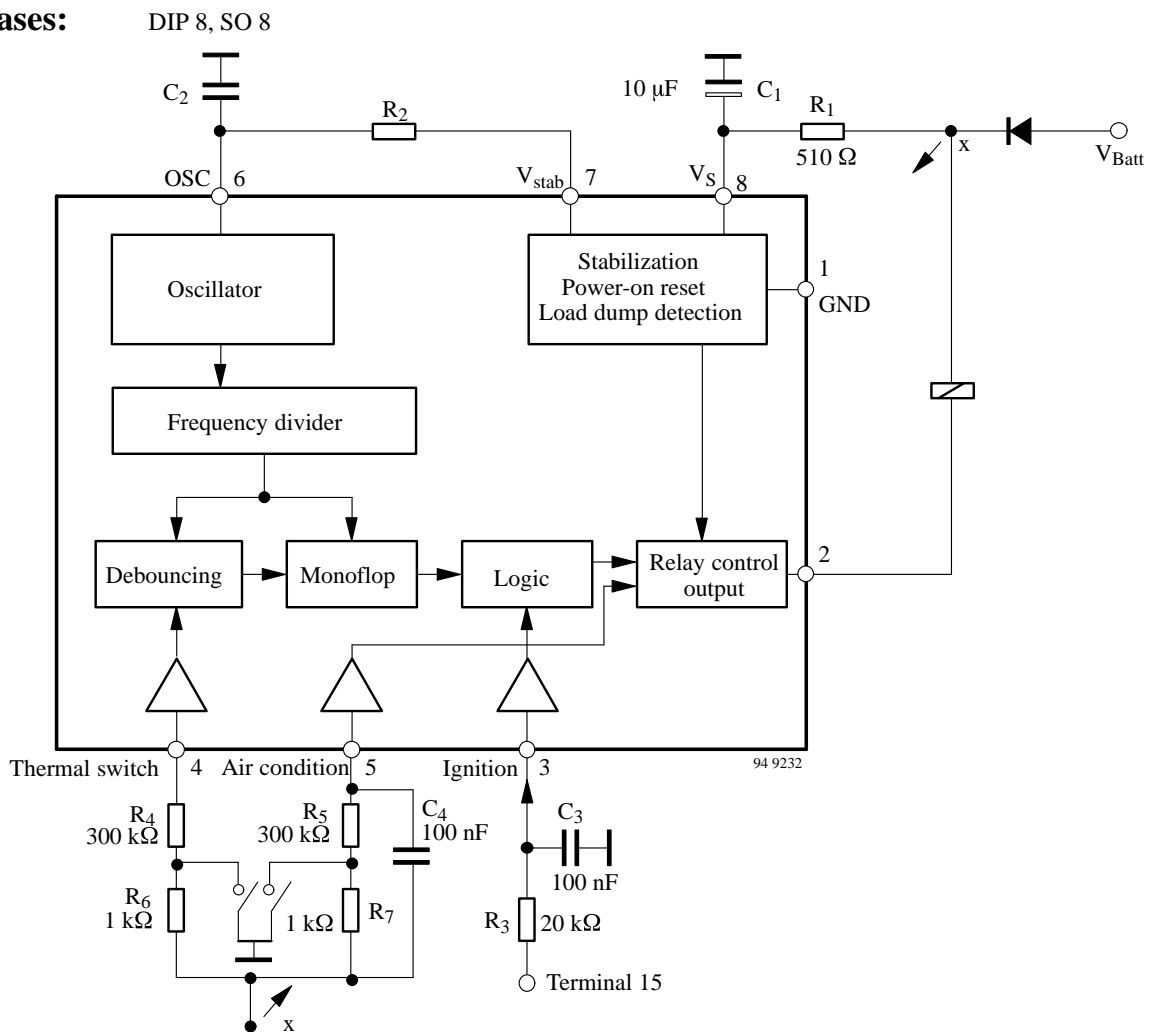 ases: DIP 8, SO 8
C2
R2
10 μF
C1
R1
510 Ω
x
VBatt
OSC 6
Vstab 7
VS 8
Oscillator
Stabilization
Power-on reset
Load dump detection
1
GND
Frequency divider
Debouncing
Monoflop
Logic
Relay control
output
2
Thermal switch 4
Air condition 5
Ignition 3
94 9232
R4
300 kΩ
R5
300 kΩ
C4
100 nF
C3
100 nF
R6
1 kΩ
1 kΩ
R7
R3
20 kΩ
Terminal 15
x